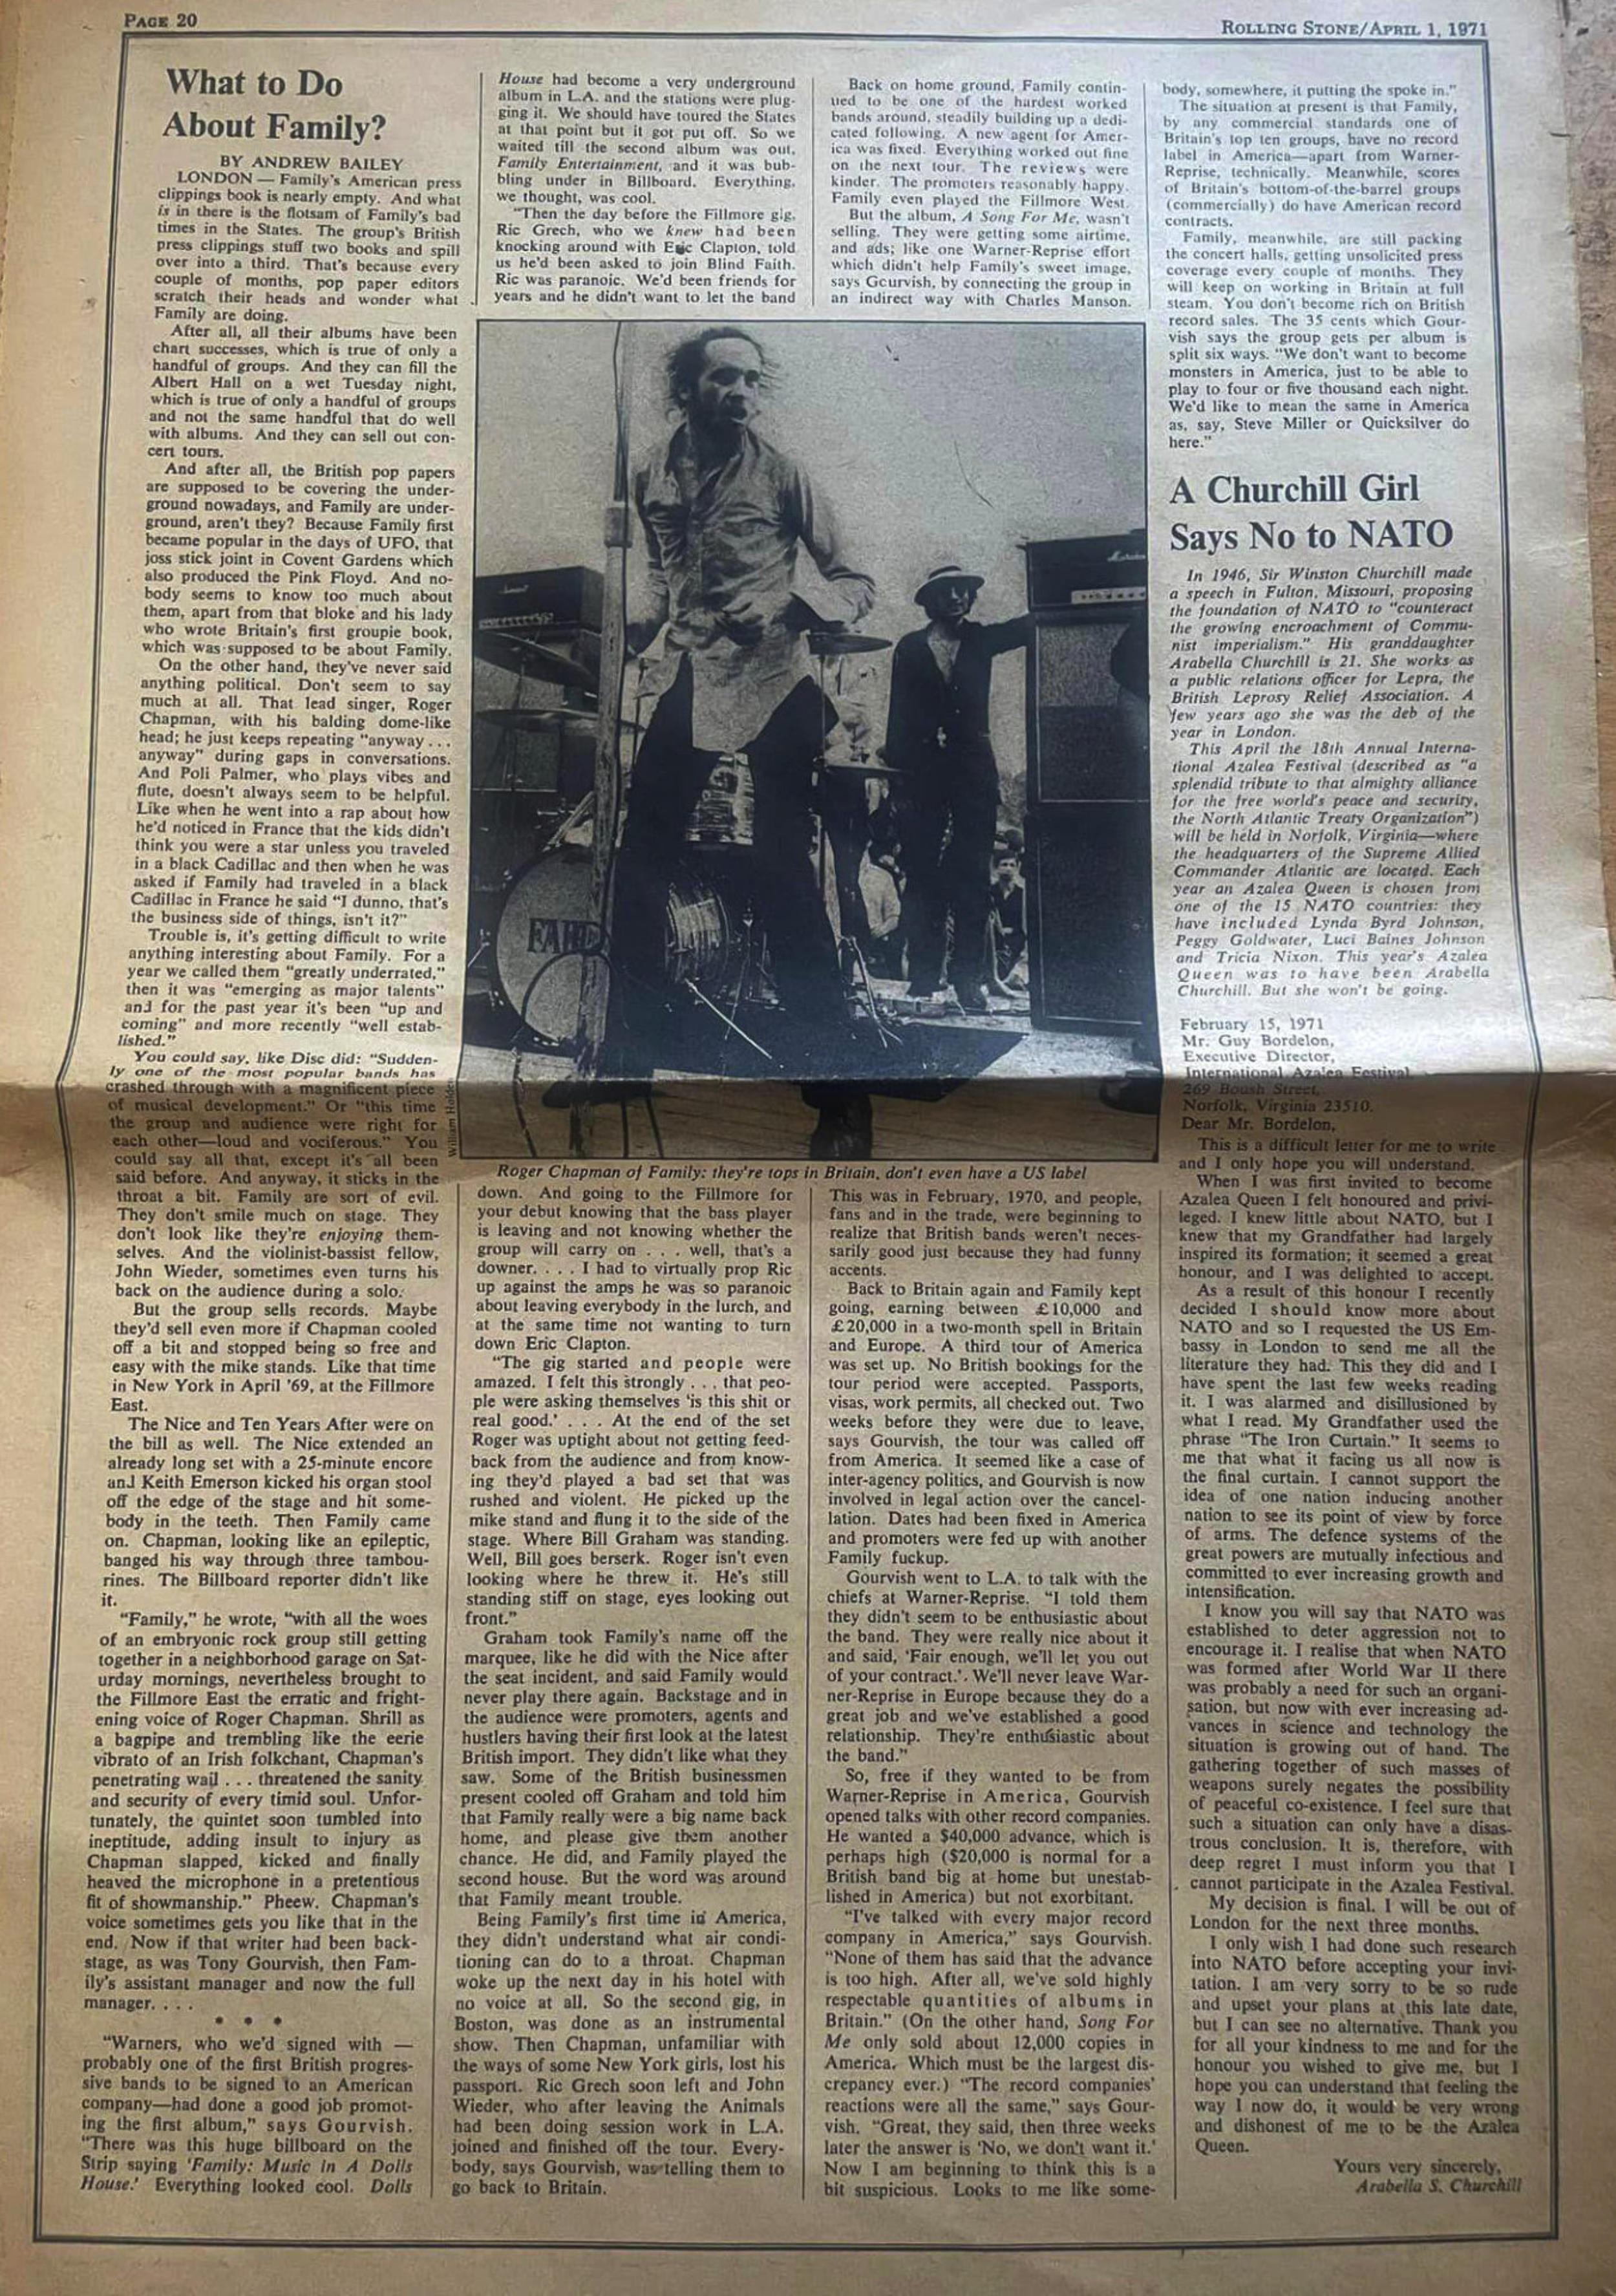 PAGE 20
ROLLING STONE/APRIL 1, 1971
What to Do
About Family?
BY ANDREW BAILEY
LONDON — Family's American press
clippings book is nearly empty. And what
is in there is the flotsam of Family's bad
times in the States. The group's British
press clippings stuff two books and spill
over into a third. That's because every
couple of months, pop paper editors
scratch their heads and wonder what
Family are doing.
After all, all their albums have been
chart successes, which is true of only a
handful of groups. And they can fill the
Albert Hall on a wet Tuesday night,
which is true of only a handful of groups
and not the same handful that do well
with albums. And they can sell out con-
cert tours.
And after all, the British pop papers
are supposed to be covering the under-
ground nowadays, and Family are under-
ground, aren't they? Because Family first
became popular in the days of UFO, that
joss stick joint in Covent Gardens which
also produced the Pink Floyd. And no-
body seems to know too much about
them, apart from that bloke and his lady
who wrote Britain's first groupie book,
which was supposed to be about Family.
On the other hand, they've never said
anything political. Don't seem to say
much at all. That lead singer, Roger
Chapman, with his balding dome-like
head; he just keeps repeating "anyway . . .
anyway" during gaps in conversations.
And Poli Palmer, who plays vibes and
flute, doesn't always seem to be helpful.
Like when he went into a rap about how
he'd noticed in France that the kids didn't
think you were a star unless you traveled
in a black Cadillac and then when he was
asked if Family had traveled in a black
Cadillac in France he said "I dunno, that's
the business side of things, isn't it?"
Trouble is, it's getting difficult to write
anything interesting about Family. For a
year we called them "greatly underrated,"
then it was "emerging as major talents"
and for the past year it's been "up and
coming" and more recently "well estab-
lished."
You could say, like Disc did: "Sudden-
ly one of the most popular bands has
crashed through with a magnificent piece
of musical development." Or "this time
the group and audience were right for
each other—loud and vociferous." You
could say all that, except it's all been
said before. And anyway, it sticks in the
throat a bit. Family are sort of evil.
They don't smile much on stage. They
don't look like they're enjoying them-
selves. And the violinist-bassist fellow,
John Wieder, sometimes even turns his
back on the audience during a solo.
But the group sells records. Maybe
they'd sell even more if Chapman cooled
off a bit and stopped being so free and
easy with the mike stands. Like that time
in New York in April '69, at the Fillmore
East.
The Nice and Ten Years After were on
the bill as well. The Nice extended an
already long set with a 25-minute encore
and Keith Emerson kicked his organ stool
off the edge of the stage and hit some-
body in the teeth. Then Family came
on. Chapman, looking like an epileptic,
banged his way through three tambou-
rines. The Billboard reporter didn't like
it.
"Family," he wrote, "with all the woes
of an embryonic rock group still getting
together in a neighborhood garage on Sat-
urday mornings, nevertheless brought to
the Fillmore East the erratic and fright-
ening voice of Roger Chapman. Shrill as
a bagpipe and trembling like the eerie
vibrato of an Irish folkchant, Chapman's
penetrating wail . . . threatened the sanity
and security of every timid soul. Unfor-
tunately, the quintet soon tumbled into
ineptitude, adding insult to injury as
Chapman slapped, kicked and finally
heaved the microphone in a pretentious
fit of showmanship." Pheew. Chapman's
voice sometimes gets you like that in the
end. Now if that writer had been back-
stage, as was Tony Gourvish, then Fam-
ily's assistant manager and now the full
manager. . . .
• • •
"Warners, who we'd signed with —
probably one of the first British progres-
sive bands to be signed to an American
company—had done a good job promot-
ing the first album," says Gourvish.
"There was this huge billboard on the
Strip saying 'Family: Music In A Dolls
House.' Everything looked cool. Dolls
House had become a very underground
album in L.A. and the stations were plug-
ging it. We should have toured the States
at that point but it got put off. So we
waited till the second album was out,
Family Entertainment, and it was bub-
bling under in Billboard. Everything,
we thought, was cool.
"Then the day before the Fillmore gig,
Ric Grech, who we knew had been
knocking around with Eric Clapton, told
us he'd been asked to join Blind Faith.
Ric was paranoic. We'd been friends for
years and he didn't want to let the band
FAMILY
Marshall
William Holder
Roger Chapman of Family: they're tops in Britain, don't even have a US label
down. And going to the Fillmore for
your debut knowing that the bass player
is leaving and not knowing whether the
group will carry on . . . well, that's a
downer. . . . I had to virtually prop Ric
up against the amps he was so paranoic
about leaving everybody in the lurch, and
at the same time not wanting to turn
down Eric Clapton.
"The gig started and people were
amazed. I felt this strongly . . . that peo-
ple were asking themselves 'is this shit or
real good.' . . . At the end of the set
Roger was uptight about not getting feed-
back from the audience and from know-
ing they'd played a bad set that was
rushed and violent. He picked up the
mike stand and flung it to the side of the
stage. Where Bill Graham was standing.
Well, Bill goes berserk. Roger isn't even
looking where he threw it. He's still
standing stiff on stage, eyes looking out
front."
Graham took Family's name off the
marquee, like he did with the Nice after
the seat incident, and said Family would
never play there again. Backstage and in
the audience were promoters, agents and
hustlers having their first look at the latest
British import. They didn't like what they
saw. Some of the British businessmen
present cooled off Graham and told him
that Family really were a big name back
home, and please give them another
chance. He did, and Family played the
second house. But the word was around
that Family meant trouble.
Being Family's first time in America,
they didn't understand what air condi-
tioning can do to a throat. Chapman
woke up the next day in his hotel with
no voice at all. So the second gig, in
Boston, was done as an instrumental
show. Then Chapman, unfamiliar with
the ways of some New York girls, lost his
passport. Ric Grech soon left and John
Wieder, who after leaving the Animals
had been doing session work in L.A.
joined and finished off the tour. Every-
body, says Gourvish, was telling them to
go back to Britain.
Back on home ground, Family contin-
ued to be one of the hardest worked
bands around, steadily building up a dedi-
cated following. A new agent for Amer-
ica was fixed. Everything worked out fine
on the next tour. The reviews were
kinder. The promoters reasonably happy.
Family even played the Fillmore West.
But the album, A Song For Me, wasn't
selling. They were getting some airtime,
and ads; like one Warner-Reprise effort
which didn't help Family's sweet image,
says Gourvish, by connecting the group in
an indirect way with Charles Manson.
This was in February, 1970, and people,
fans and in the trade, were beginning to
realize that British bands weren't neces-
sarily good just because they had funny
accents.
Back to Britain again and Family kept
going, earning between £10,000 and
£20,000 in a two-month spell in Britain
and Europe. A third tour of America
was set up. No British bookings for the
tour period were accepted. Passports,
visas, work permits, all checked out. Two
weeks before they were due to leave,
says Gourvish, the tour was called off
from America. It seemed like a case of
inter-agency politics, and Gourvish is now
involved in legal action over the cancel-
lation. Dates had been fixed in America
and promoters were fed up with another
Family fuckup.
Gourvish went to L.A. to talk with the
chiefs at Warner-Reprise. "I told them
they didn't seem to be enthusiastic about
the band. They were really nice about it
and said, 'Fair enough, we'll let you out
of your contract.'. We'll never leave War-
ner-Reprise in Europe because they do a
great job and we've established a good
relationship. They're enthusiastic about
the band."
So, free if they wanted to be from
Warner-Reprise in America, Gourvish
opened talks with other record companies.
He wanted a $40,000 advance, which is
perhaps high ($20,000 is normal for a
British band big at home but unestab-
lished in America) but not exorbitant.
"I've talked with every major record
company in America," says Gourvish.
"None of them has said that the advance
is too high. After all, we've sold highly
respectable quantities of albums in
Britain." (On the other hand, Song For
Me only sold about 12,000 copies in
America. Which must be the largest dis-
crepancy ever.) "The record companies'
reactions were all the same," says Gour-
vish. "Great, they said, then three weeks
later the answer is 'No, we don't want it.'
Now I am beginning to think this is a
bit suspicious. Looks to me like some-
body, somewhere, it putting the spoke in."
The situation at present is that Family,
by any commercial standards one of
Britain's top ten groups, have no record
label in America—apart from Warner-
Reprise, technically. Meanwhile, scores
of Britain's bottom-of-the-barrel groups
(commercially) do have American record
contracts.
Family, meanwhile, are still packing
the concert halls, getting unsolicited press
coverage every couple of months. They
will keep on working in Britain at full
steam. You don't become rich on British
record sales. The 35 cents which Gour-
vish says the group gets per album is
split six ways. "We don't want to become
monsters in America, just to be able to
play to four or five thousand each night.
We'd like to mean the same in America
as, say, Steve Miller or Quicksilver do
here."
A Churchill Girl
Says No to NATO
In 1946, Sir Winston Churchill made
a speech in Fulton, Missouri, proposing
the foundation of NATO to "counteract
the growing encroachment of Commu-
nist imperialism." His granddaughter
Arabella Churchill is 21. She works as
a public relations officer for Lepra, the
British Leprosy Relief Association. A
few years ago she was the deb of the
year in London.
This April the 18th Annual Interna-
tional Azalea Festival (described as "a
splendid tribute to that almighty alliance
for the free world's peace and security,
the North Atlantic Treaty Organization")
will be held in Norfolk, Virginia—where
the headquarters of the Supreme Allied
Commander Atlantic are located. Each
year an Azalea Queen is chosen from
one of the 15 NATO countries: they
have included Lynda Byrd Johnson,
Peggy Goldwater, Luci Baines Johnson
and Tricia Nixon. This year's Azalea
Queen was to have been Arabella
Churchill. But she won't be going.
February 15, 1971
Mr. Guy Bordelon,
Executive Director,
International Azalea Festival,
269 Boush Street,
Norfolk, Virginia 23510.
Dear Mr. Bordelon,
This is a difficult letter for me to write
and I only hope you will understand.
When I was first invited to become
Azalea Queen I felt honoured and privi-
leged. I knew little about NATO, but I
knew that my Grandfather had largely
inspired its formation; it seemed a great
honour, and I was delighted to accept.
As a result of this honour I recently
decided I should know more about
NATO and so I requested the US Em-
bassy in London to send me all the
literature they had. This they did and I
have spent the last few weeks reading
it. I was alarmed and disillusioned by
what I read. My Grandfather used the
phrase "The Iron Curtain." It seems to
me that what it facing us all now is
the final curtain. I cannot support the
idea of one nation inducing another
nation to see its point of view by force
of arms. The defence systems of the
great powers are mutually infectious and
committed to ever increasing growth and
intensification.
I know you will say that NATO was
established to deter aggression not to
encourage it. I realise that when NATO
was formed after World War II there
was probably a need for such an organi-
sation, but now with ever increasing ad-
vances in science and technology the
situation is growing out of hand. The
gathering together of such masses of
weapons surely negates the possibility
of peaceful co-existence. I feel sure that
such a situation can only have a disas-
trous conclusion. It is, therefore, with
deep regret I must inform you that I
cannot participate in the Azalea Festival.
My decision is final. I will be out of
London for the next three months.
I only wish I had done such research
into NATO before accepting your invi-
tation. I am very sorry to be so rude
and upset your plans at this late date,
but I can see no alternative. Thank you
for all your kindness to me and for the
honour you wished to give me, but I
hope you can understand that feeling the
way I now do, it would be very wrong
and dishonest of me to be the Azalea
Queen.
Yours very sincerely,
Arabella S. Churchill